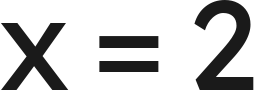 x = 2